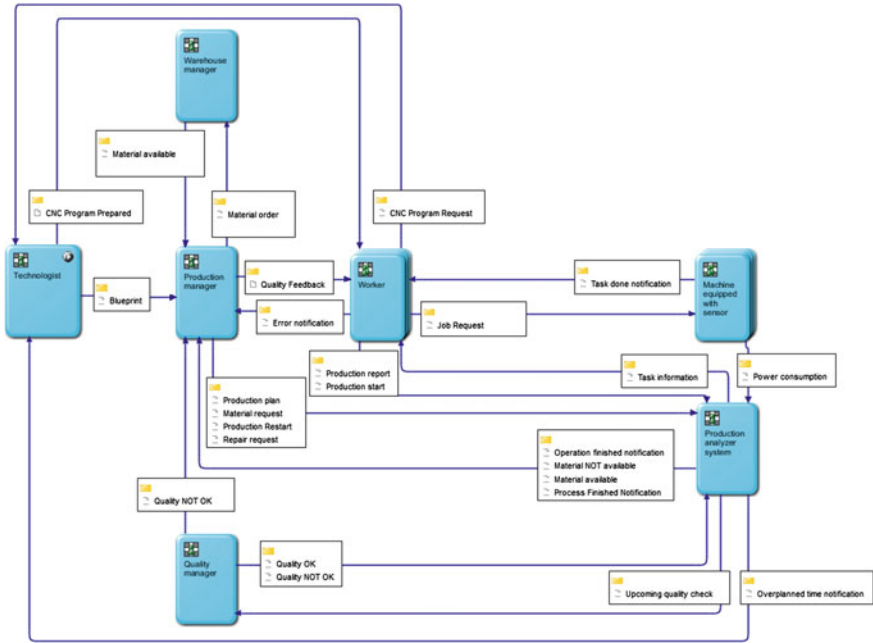 Warehouse
manager
Material available
CNC Program Prepared
Material order
CNC Program Request
Technologist
Blueprint
Production
manager
Quality Feedback
Error notification
Worker
Task done notification
Job Request
Machine
equipped
with
sensor
Production report
Production start
Task information
Power consumption
Production plan
Material request
Production Restart
Repair request
Production
analyzer
system
Operation finished notification
Material NOT available
Material available
Process Finished Notification
Quality NOT OK
Quality
manager
Quality OK
Quality NOT OK
Upcoming quality check
Overplanned time notification